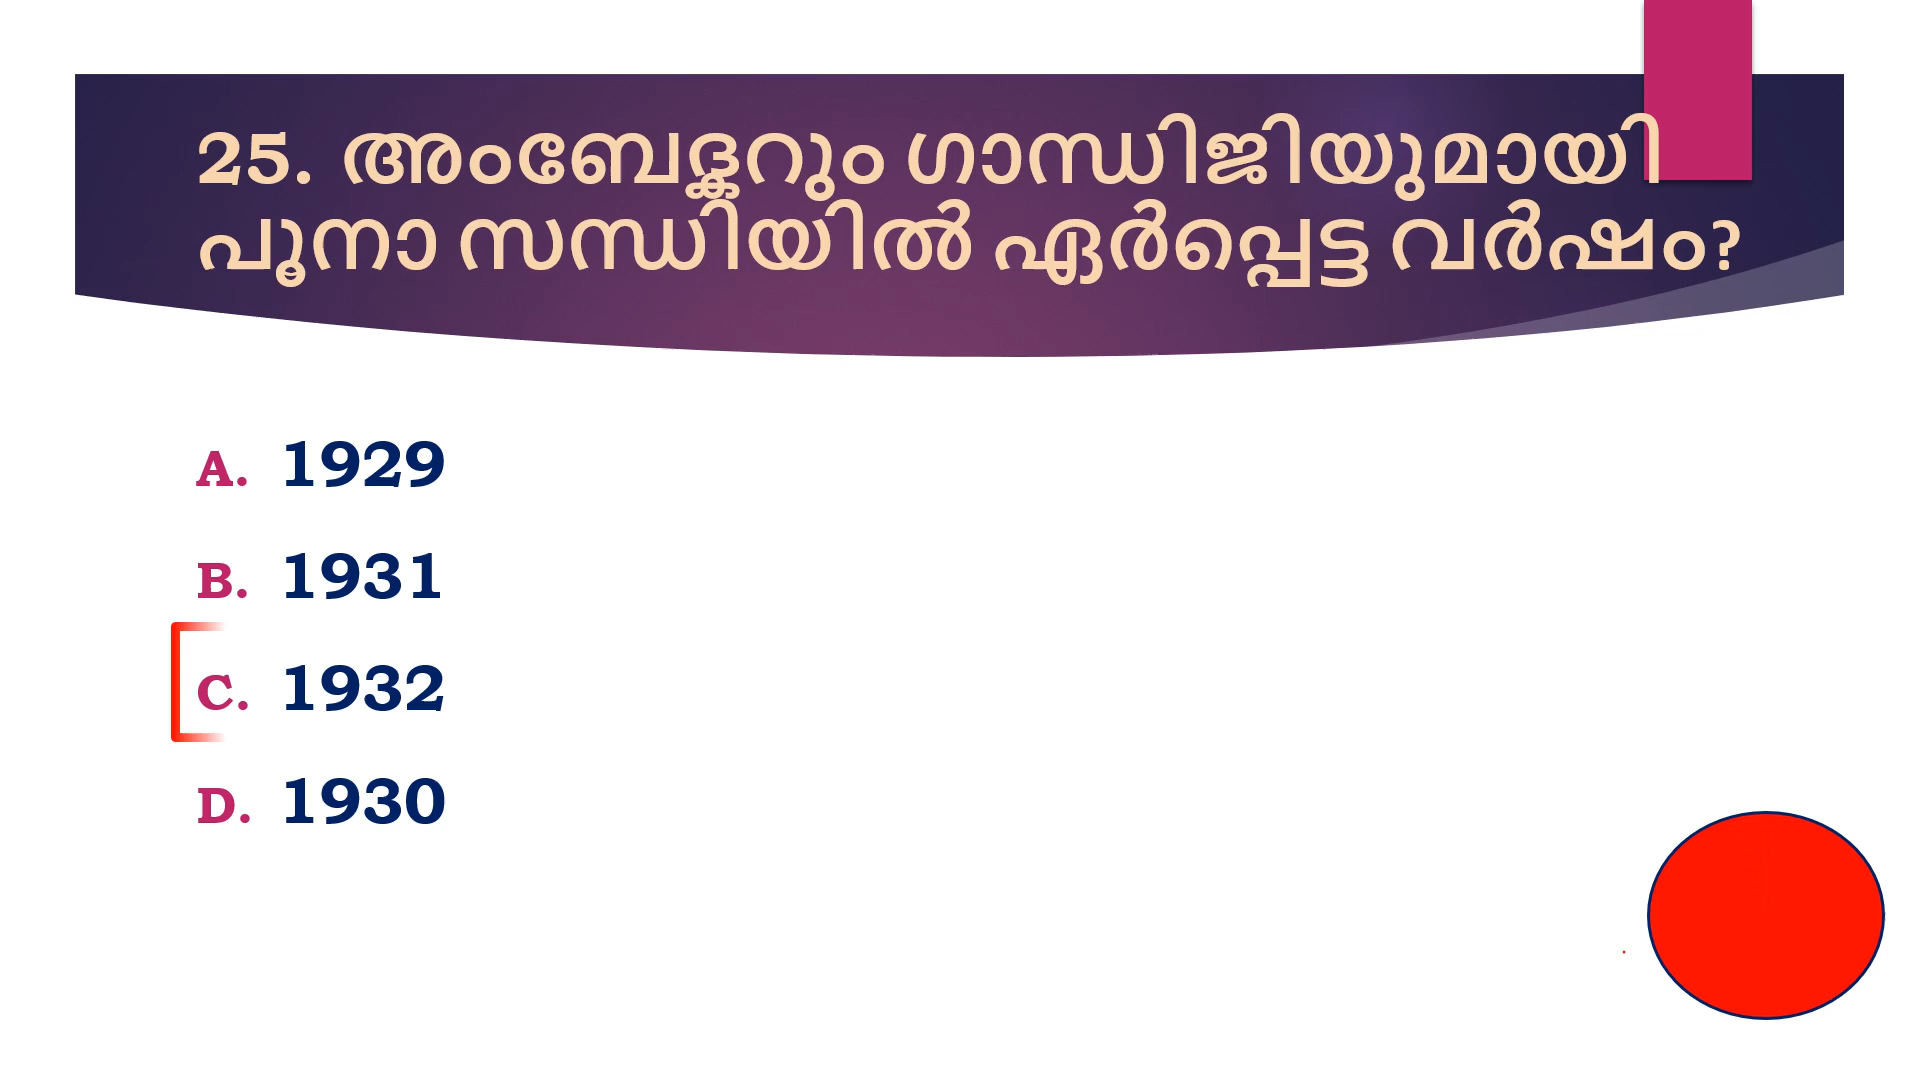 25. അംബേദ്കറും ഗാന്ധിജിയുമായി
പൂനാ സന്ധിയിൽ ഏർപ്പെട്ട വർഷം?
A. 1929
B. 1931
C. 1932
D. 1930